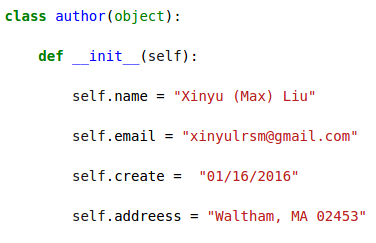 class author(object):
def __init__(self):
self.name = "Xinyu (Max) Liu"
self.email = "xinyulrsm@gmail.com"
self.create =  "01/16/2016"
self.addreess = "Waltham, MA 02453"